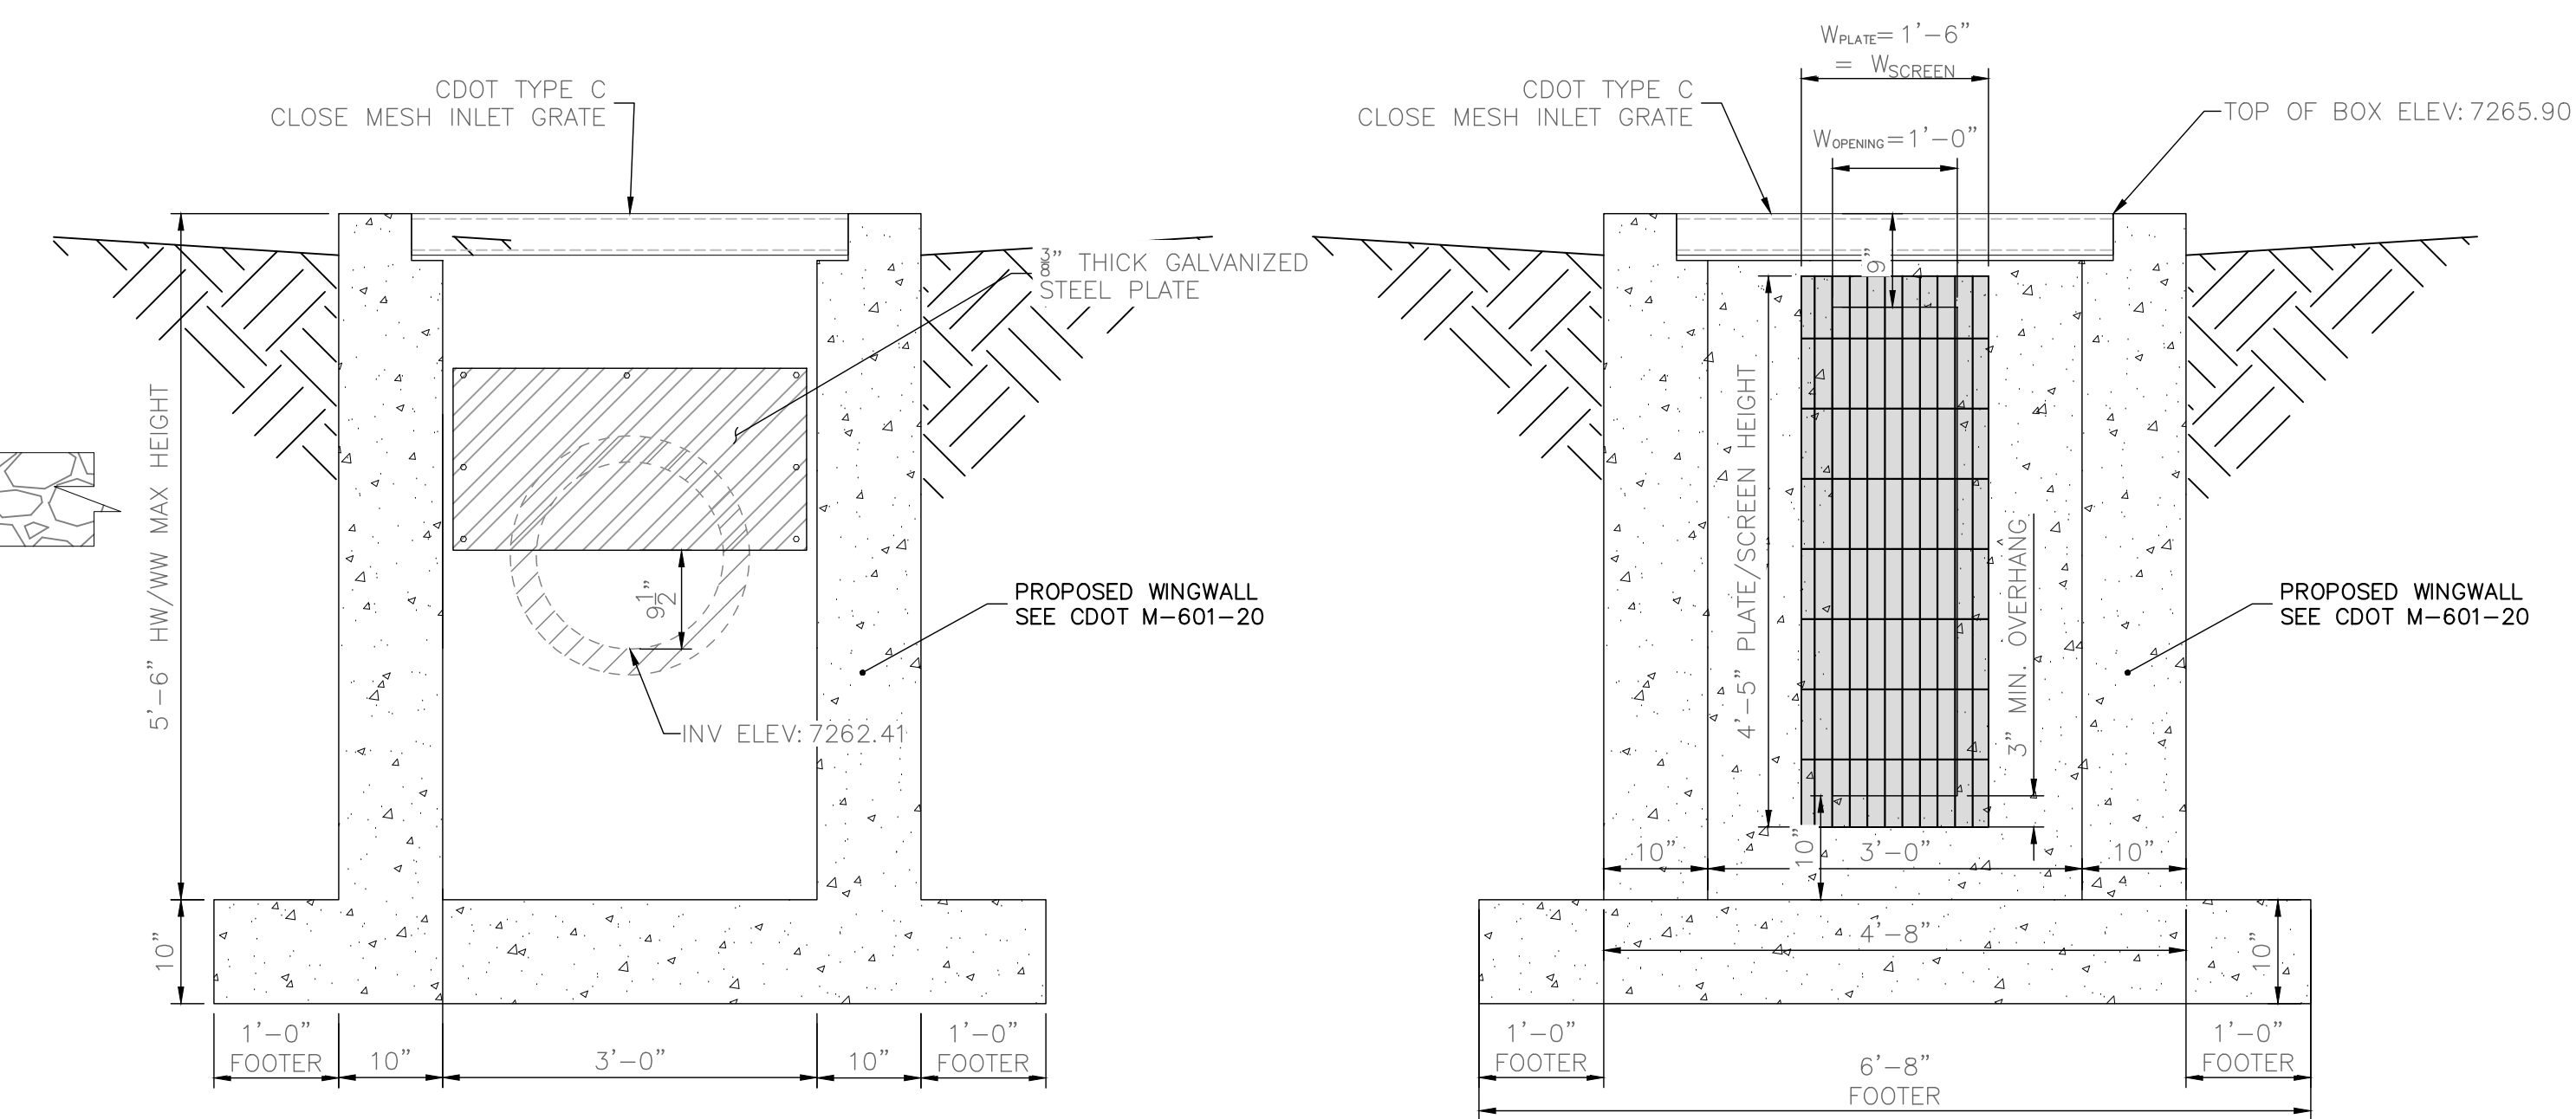 CDOT TYPE C
CLOSE MESH INLET GRATE
3/8" THICK GALVANIZED
STEEL PLATE
5'-6" HW/WW MAX HEIGHT
9 1/2"
PROPOSED WINGWALL
SEE CDOT M-601-20
INV ELEV: 7262.41
10"
1'-0"
FOOTER
10"
3'-0"
10"
1'-0"
FOOTER
WPLATE= 1'-6"
= WSCREEN
CDOT TYPE C
CLOSE MESH INLET GRATE
TOP OF BOX ELEV: 7265.90
WOPENING=1'-0"
9"
4'-5" PLATE/SCREEN HEIGHT
3" MIN. OVERHANG
PROPOSED WINGWALL
SEE CDOT M-601-20
10"
10"
3'-0"
10"
4'-8"
10"
1'-0"
FOOTER
6'-8"
FOOTER
1'-0"
FOOTER